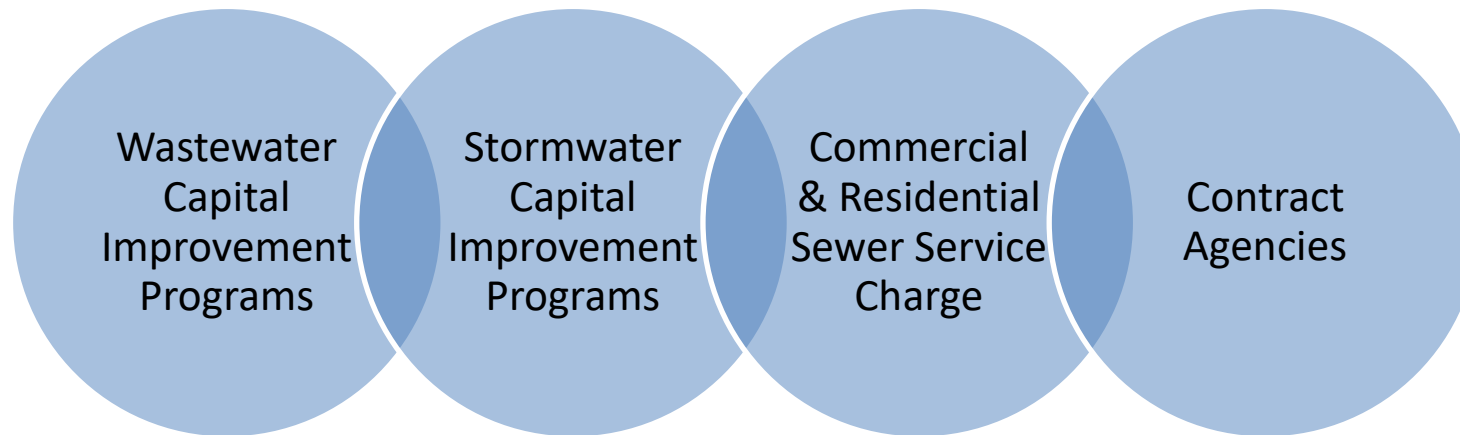 Wastewater
Capital
Improvement
Programs
Stormwater
Capital
Improvement
Programs
Commercial
& Residential
Sewer Service
Charge
Contract
Agencies